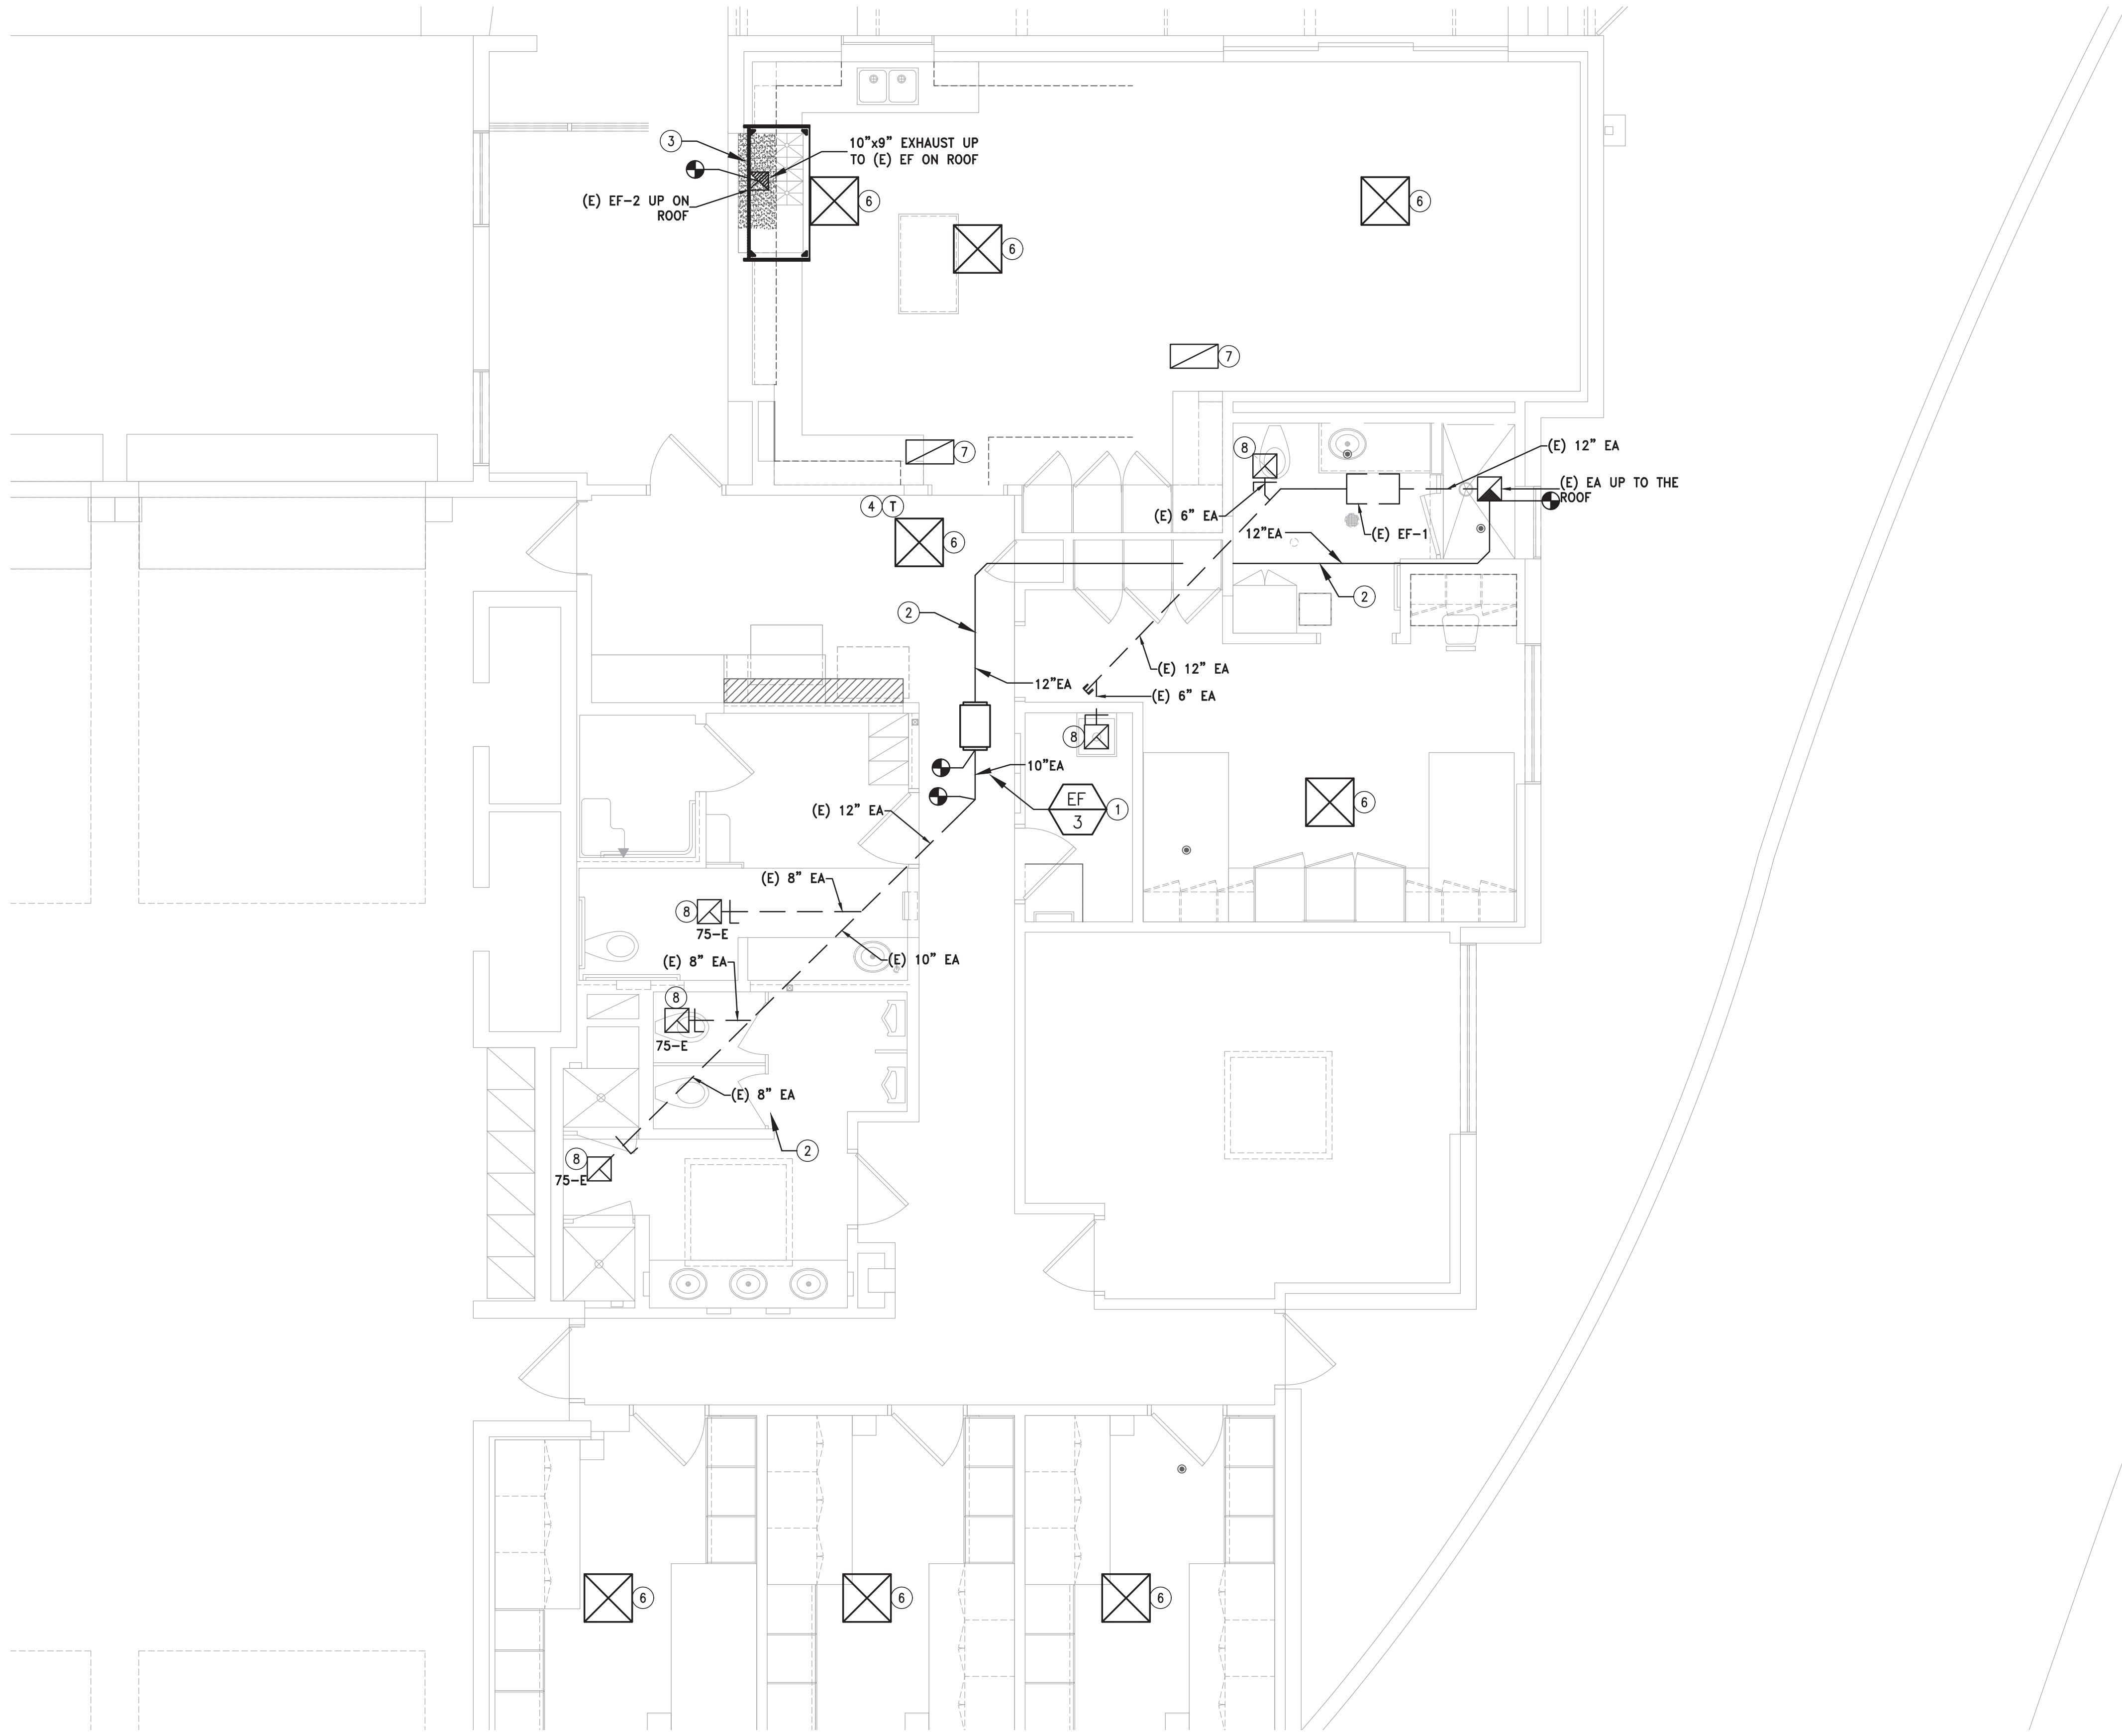 3
10”x9” EXHAUST UP
TO (E) EF ON ROOF
(E) EF-2 UP ON
ROOF
6
6
6
7
7
8
(E) 12” EA
(E) EA UP TO THE
ROOF
4
T
(E) 6” EA
12”EA
(E) EF-1
6
2
2
(E) 12” EA
12”EA
(E) 6” EA
8
10”EA
EF
3
1
6
(E) 12” EA
(E) 8” EA
8
75-E
(E) 10” EA
(E) 8” EA
8
75-E
(E) 8” EA
2
8
75-E
6
6
6